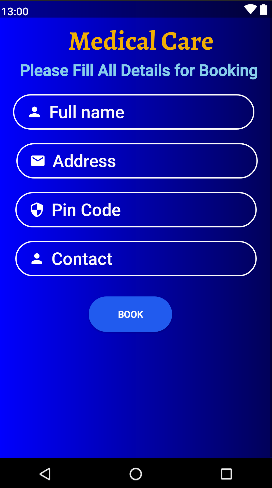 13:00
Medical Care
Please Fill All Details for Booking
Full name
Address
Pin Code
Contact
BOOK